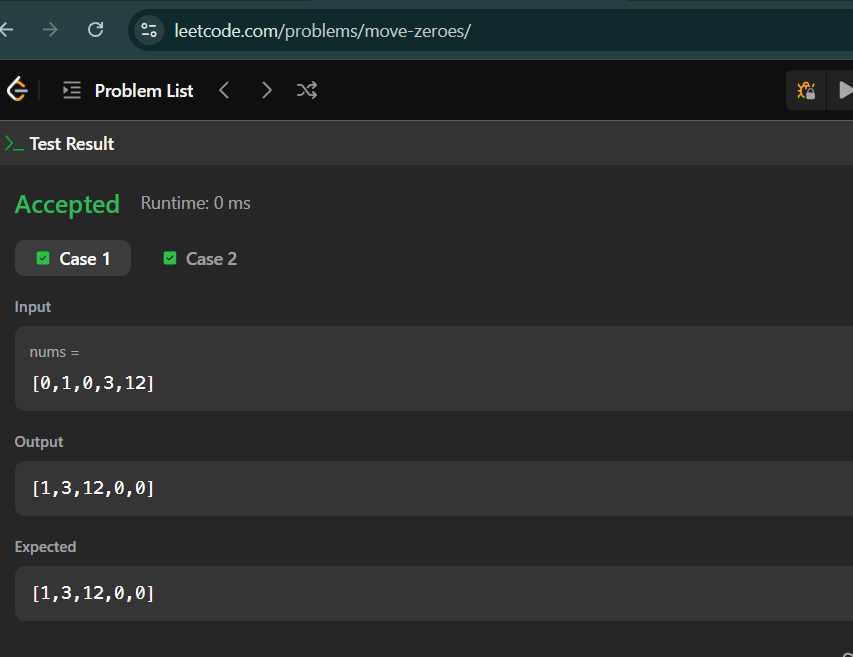 leetcode.com/problems/move-zeroes/
Problem List
Test Result
Accepted Runtime: 0 ms
Case 1 Case 2
Input
nums =
[0,1,0,3,12]
Output
[1,3,12,0,0]
Expected
[1,3,12,0,0]